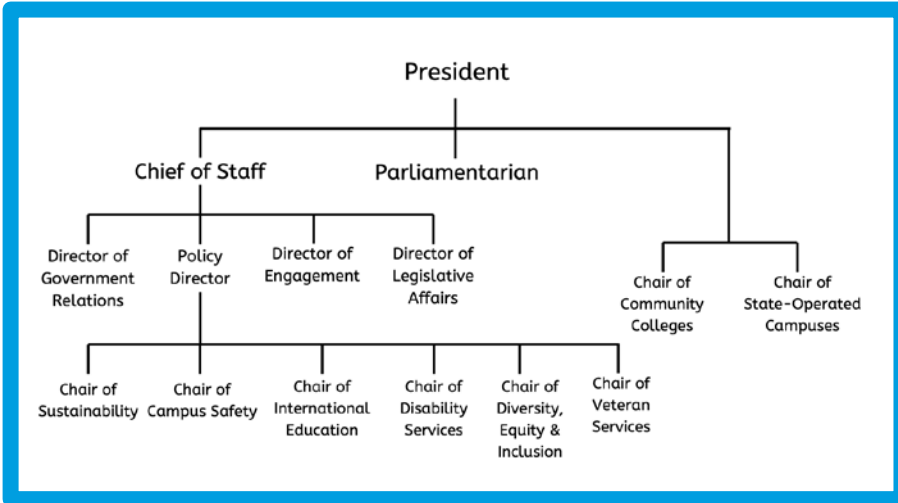 President
Chief of Staff
Parliamentarian
Director of
Government
Relations
Policy
Director
Director of
Engagement
Director of
Legislative
Affairs
Chair of
Community
Colleges
Chair of
State-Operated
Campuses
Chair of
Sustainability
Chair of
Campus Safety
Chair of
International
Education
Chair of
Disability
Services
Chair of
Diversity,
Equity &
Inclusion
Chair of
Veteran
Services